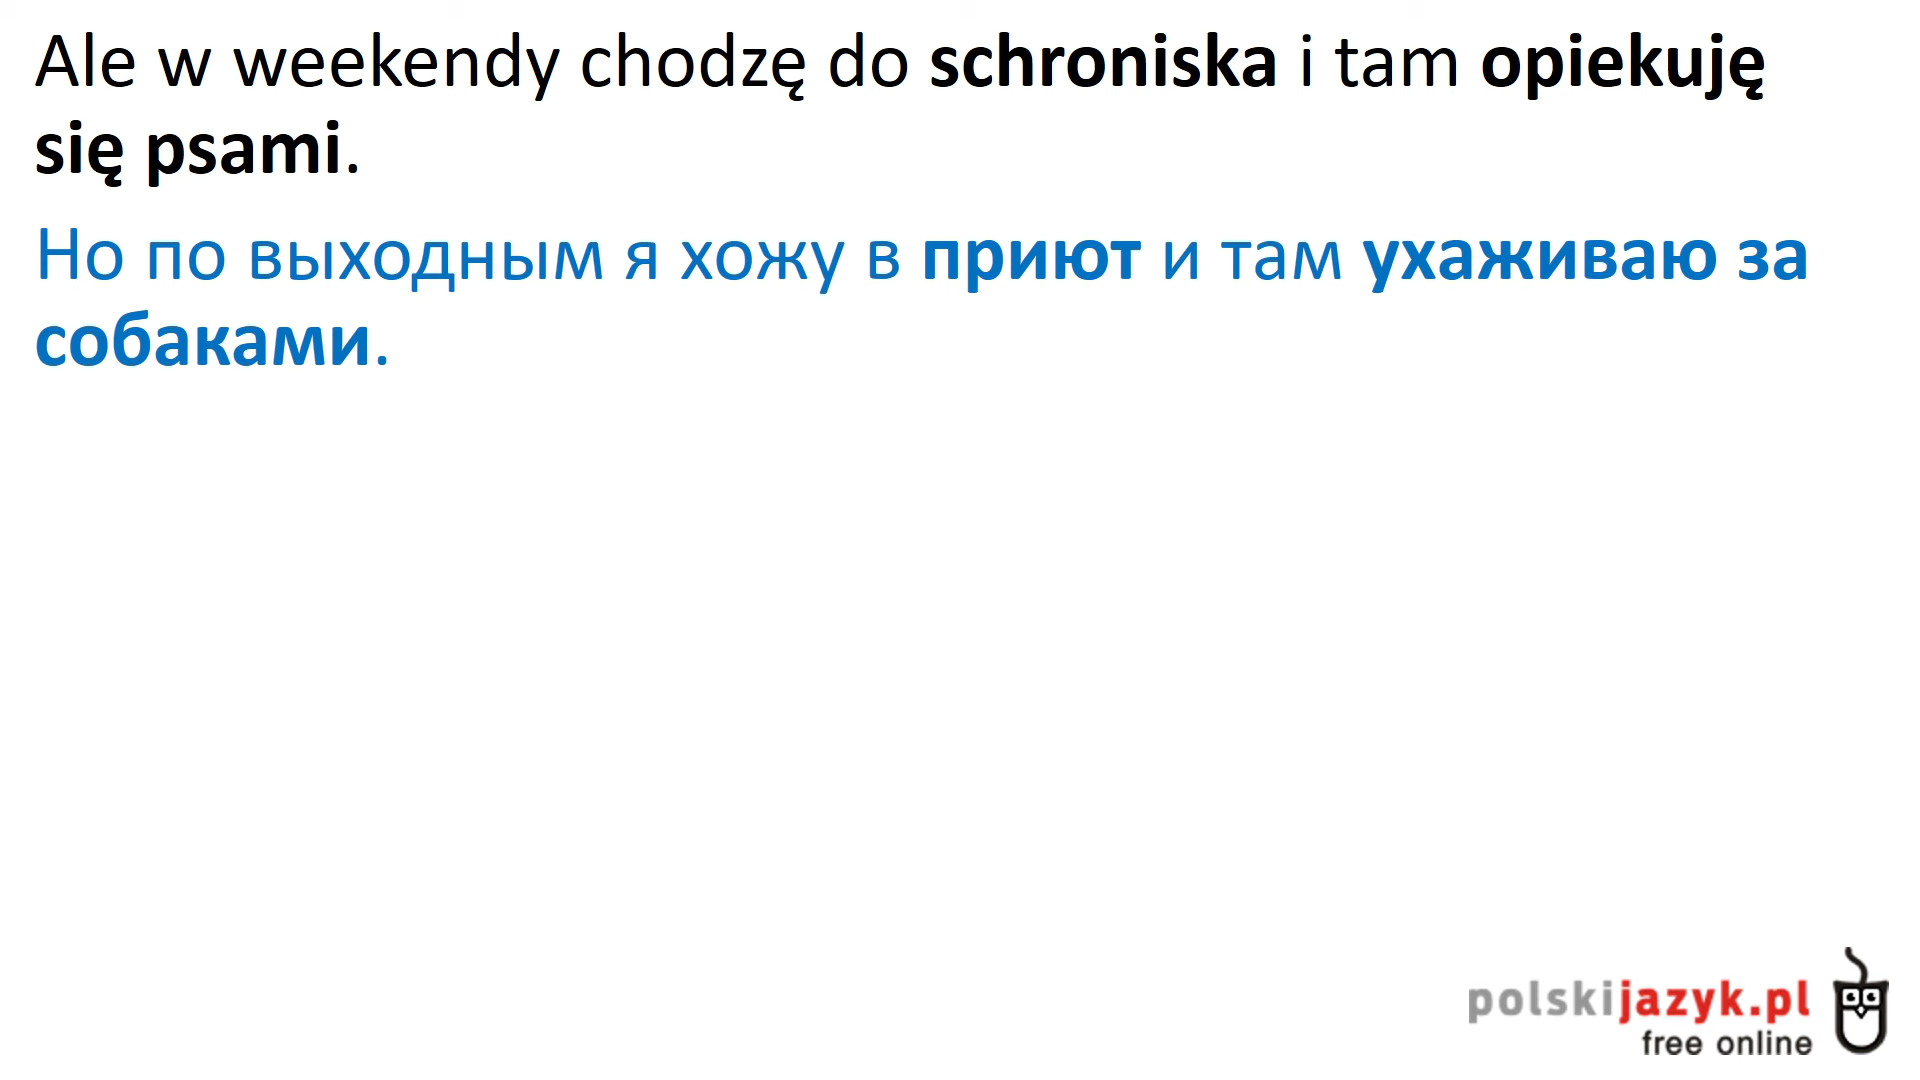 Ale w weekendy chodzę do schroniska i tam opiekuję
się psami.
Но по выходным я хожу в приют и там ухаживаю за
собаками.
polskijazyk.pl
free online